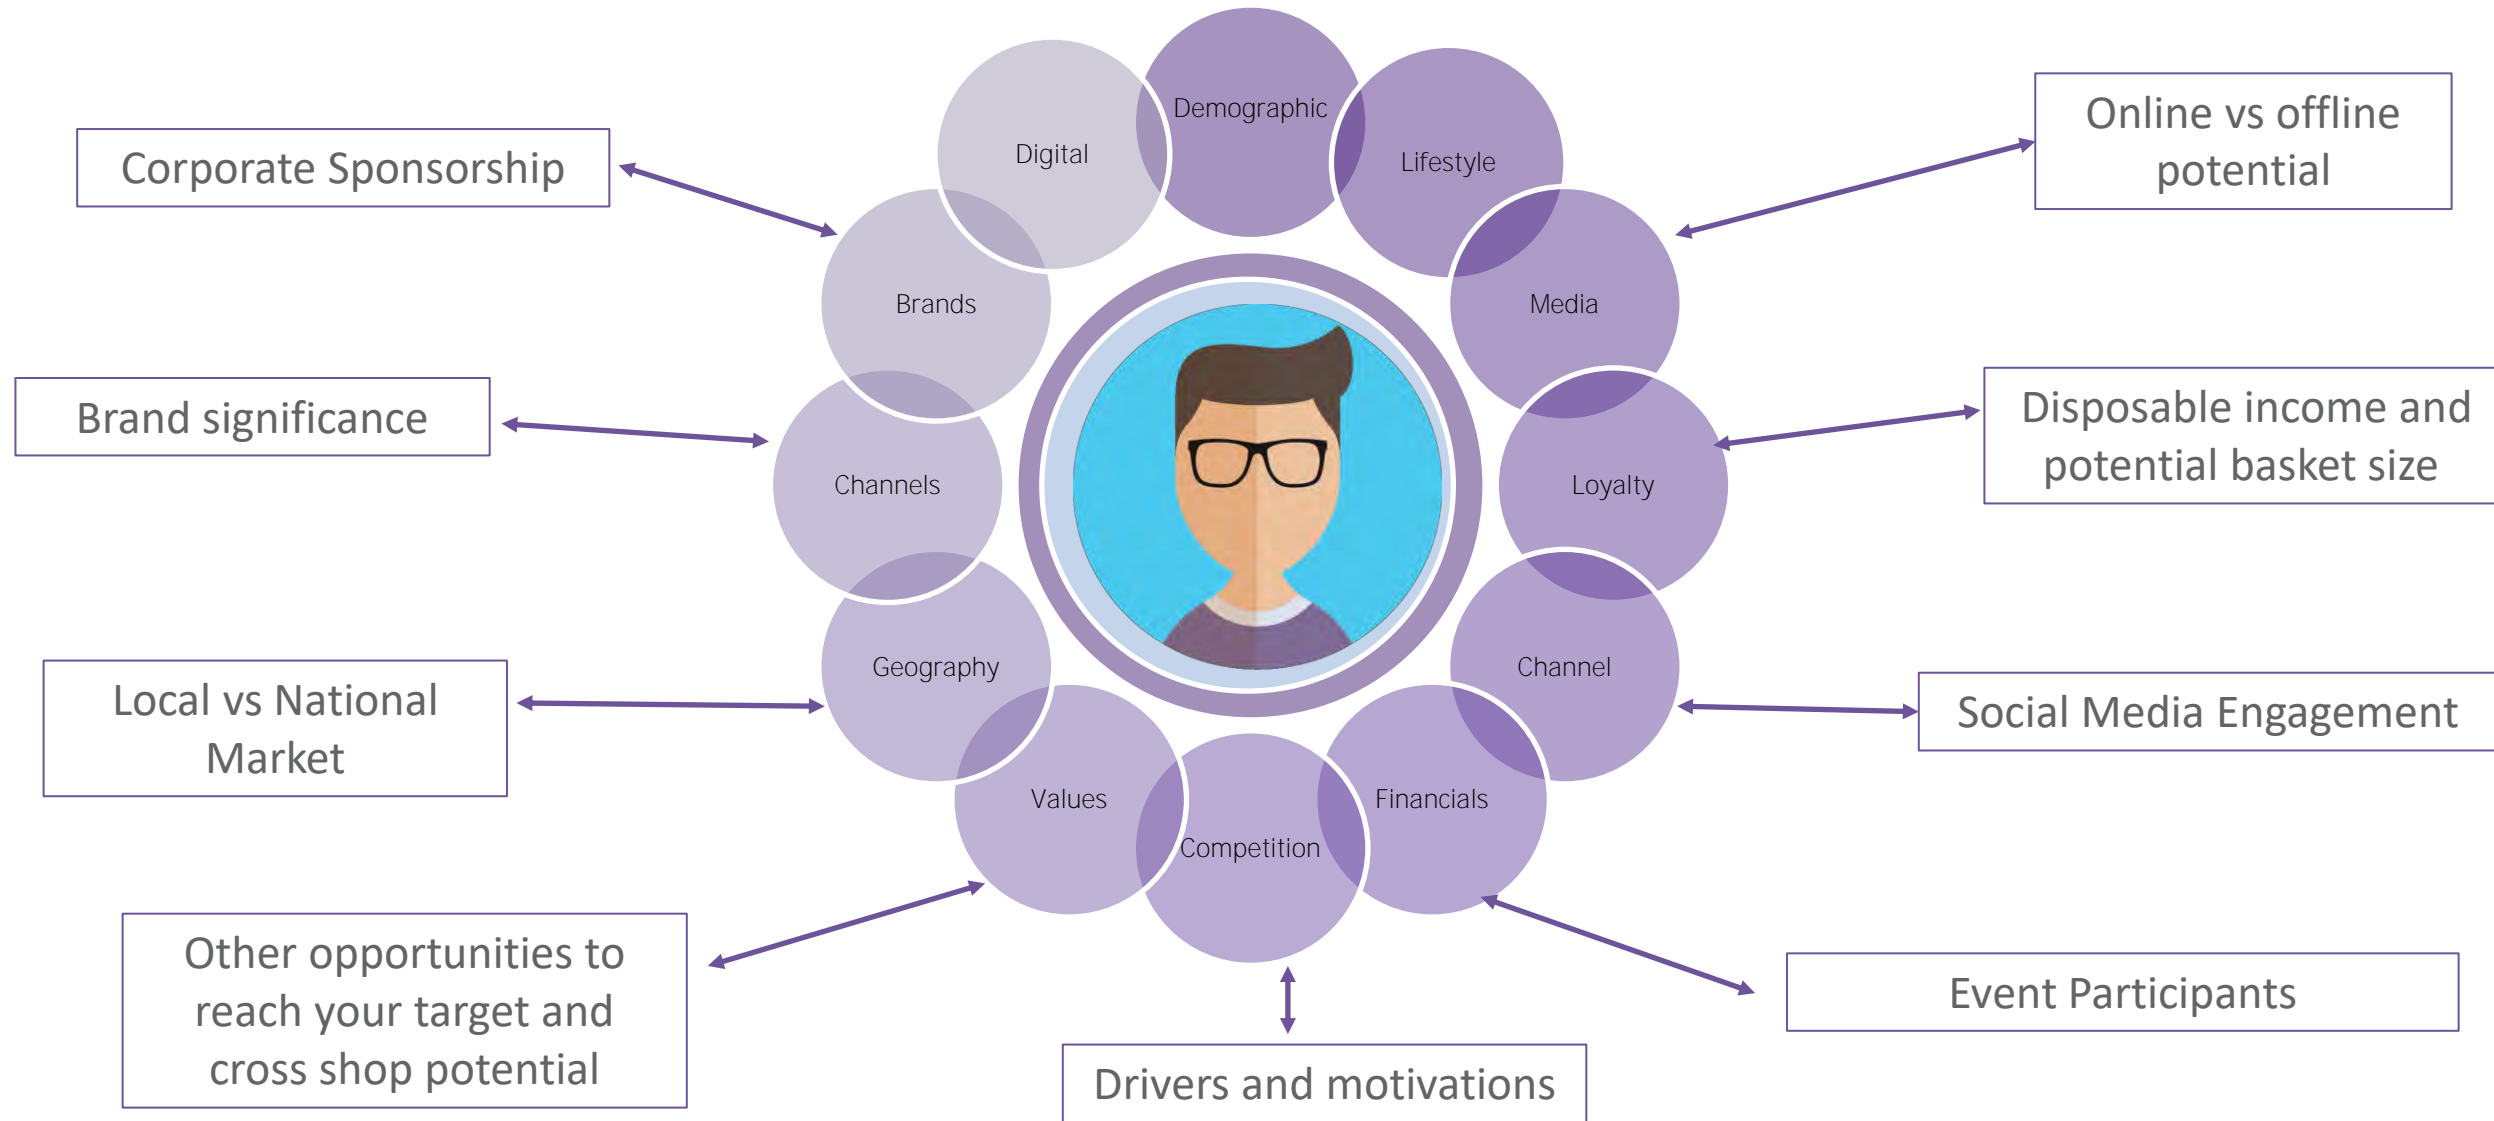 Demographic
Digital
Lifestyle
Online vs offline
potential
Corporate Sponsorship
Brands
Media
Brand significance
Disposable income and
potential basket size
Channels
Loyalty
Geography
Channel
Local vs National
Market
Social Media Engagement
Values
Financials
Competition
Other opportunities to
reach your target and
cross shop potential
Event Participants
Drivers and motivations